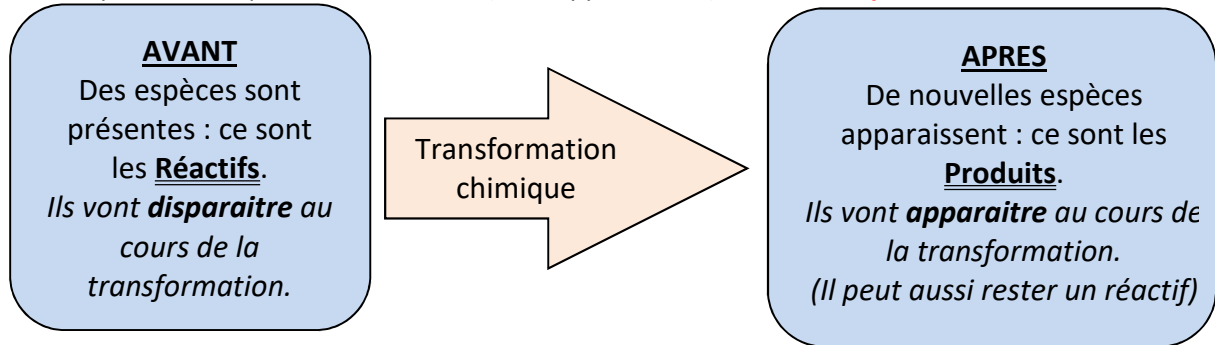 AVANT
Des espèces sont
présentes : ce sont
les Réactifs.
Ils vont disparaitre au
cours de la
transformation.
Transformation
chimique
APRES
De nouvelles espèces
apparaissent : ce sont les
Produits.
Ils vont apparaitre au cours de
la transformation.
(Il peut aussi rester un réactif)